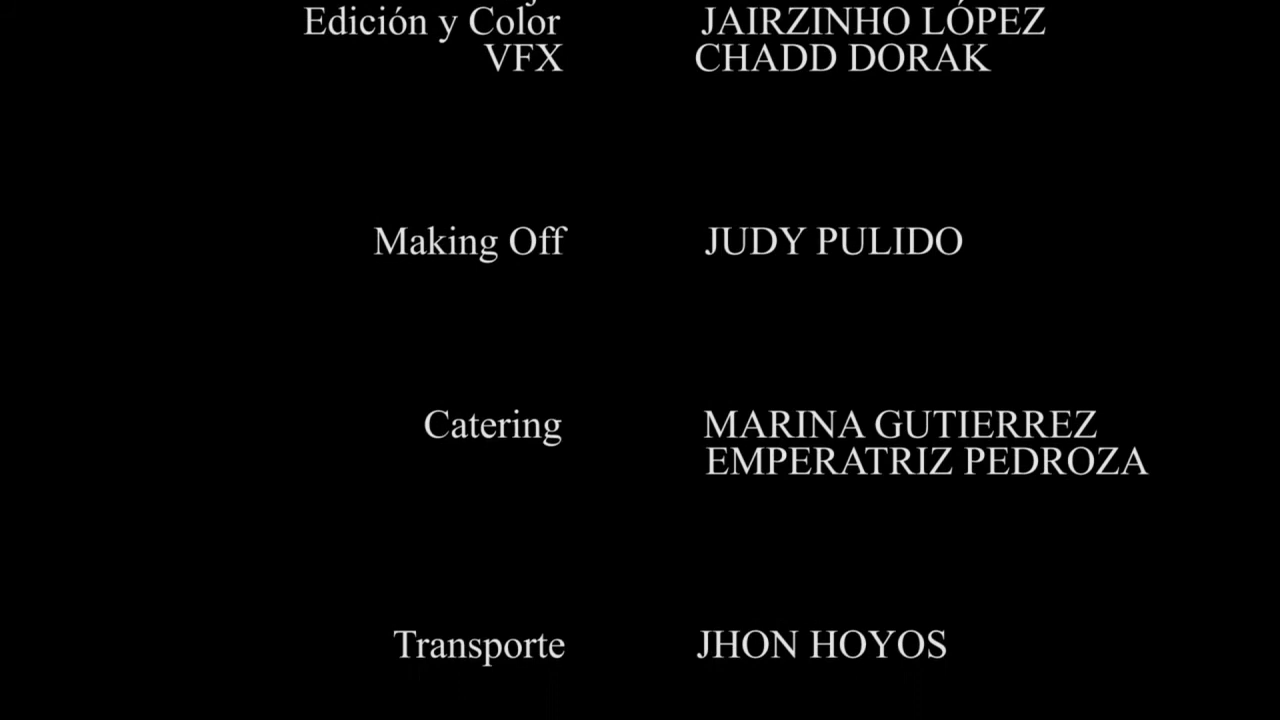 Edición y Color JAIRZINHO LÓPEZ
VFX CHADD DORAK
Making Off JUDY PULIDO
Catering MARINA GUTIERREZ
EMPERATRIZ PEDROZA
Transporte JHON HOYOS